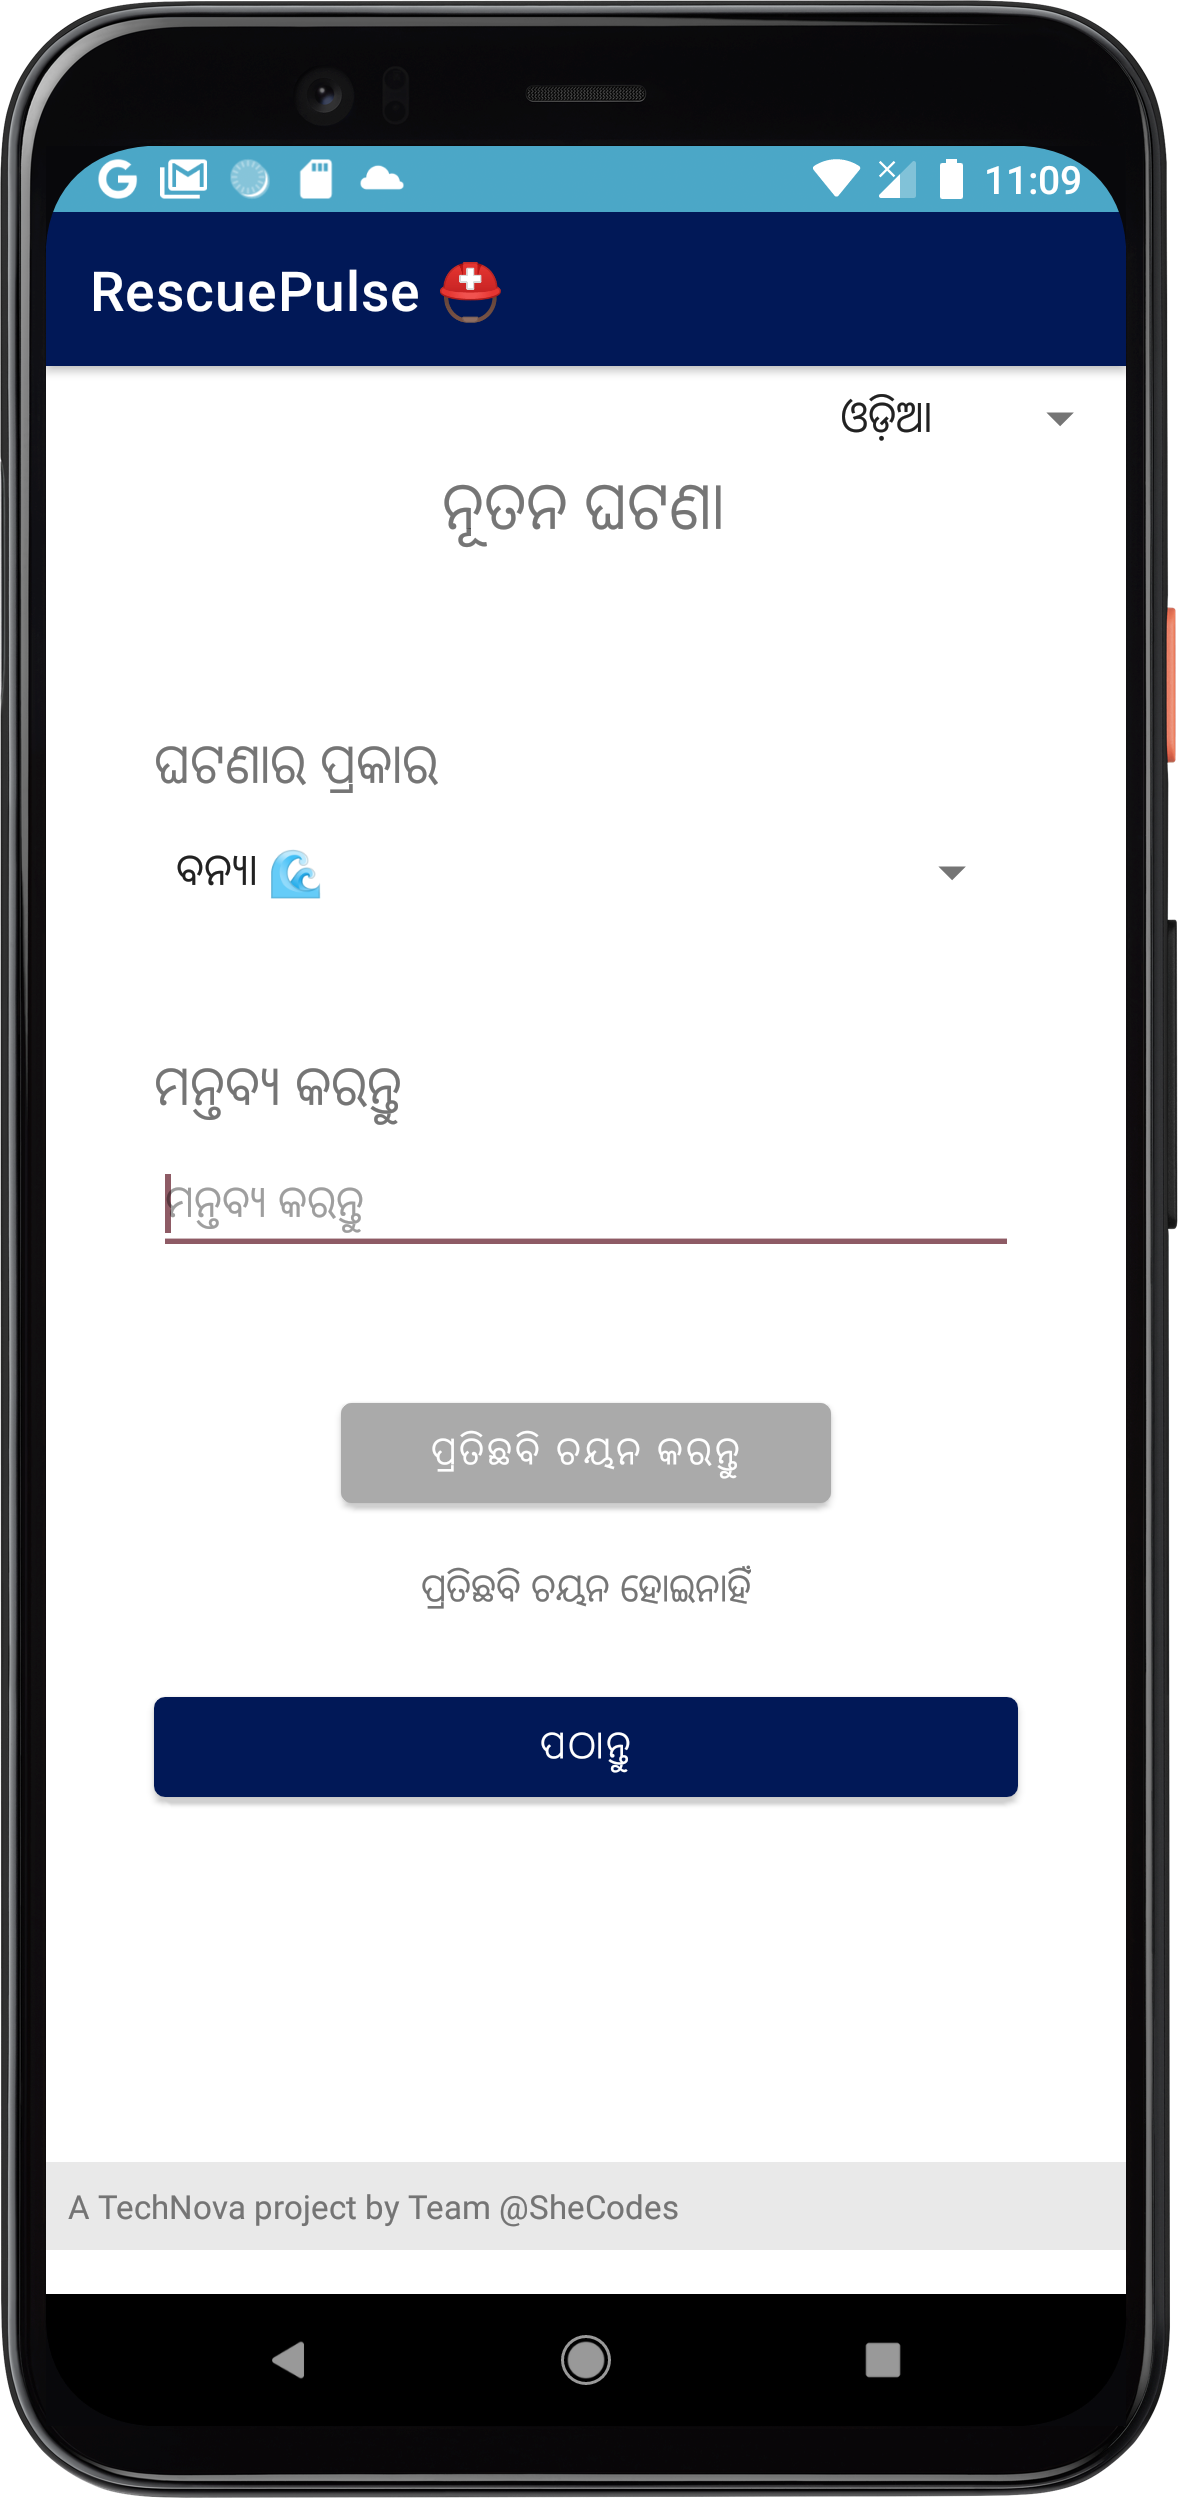 11:09
RescuePulse ⛑️
ଓଡ଼ିଆ
ନୂତନ ଘଟଣା
ଘଟଣାର ପ୍ରକାର
ବନ୍ୟା 🌊
ମନ୍ତବ୍ୟ କରନ୍ତୁ
ମନ୍ତବ୍ୟ କରନ୍ତୁ
ପ୍ରତିଛବି ଚୟନ କରନ୍ତୁ
ପ୍ରତିଛବି ଚୟନ ହୋଇନାହିଁ
ପଠାନ୍ତୁ
A TechNova project by Team @SheCodes